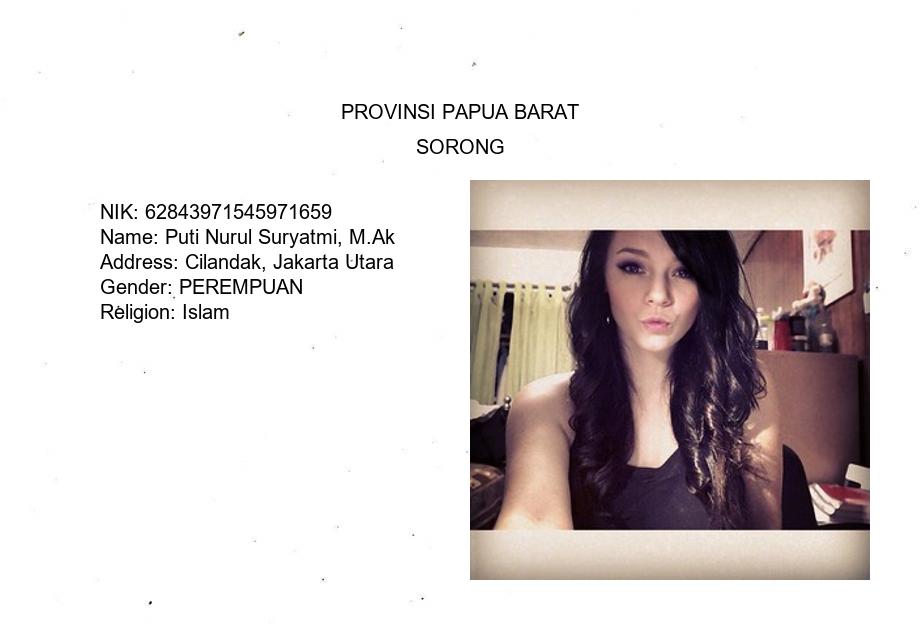 PROVINSI PAPUA BARAT
SORONG
NIK: 62843971545971659
Name: Puti Nurul Suryatmi, M.Ak
Address: Cilandak, Jakarta Utara
Gender: PEREMPUAN
Religion: Islam